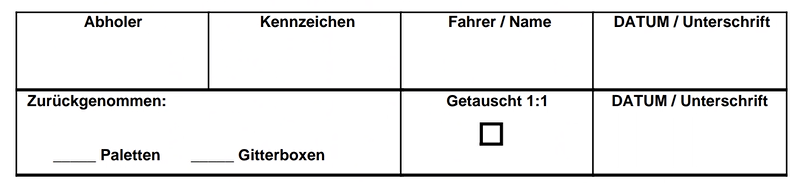 Abholer Kennzeichen Fahrer / Name DATUM / Unterschrift
Zurückgenommen: Getauscht 1:1 DATUM / Unterschrift
_____ Paletten _____ Gitterboxen